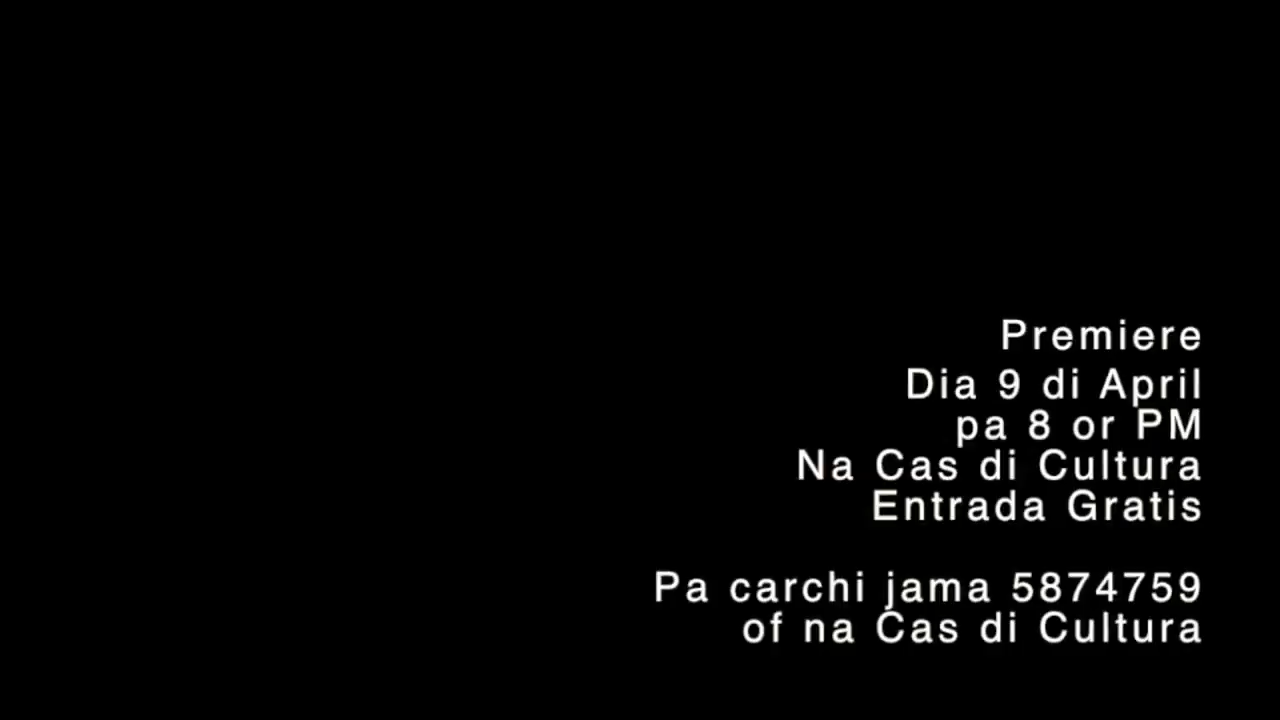 Premiere
Dia 9 di April
pa 8 or PM
Na Cas di Cultura
Entrada Gratis
Pa carchi jama 5874759
of na Cas di Cultura